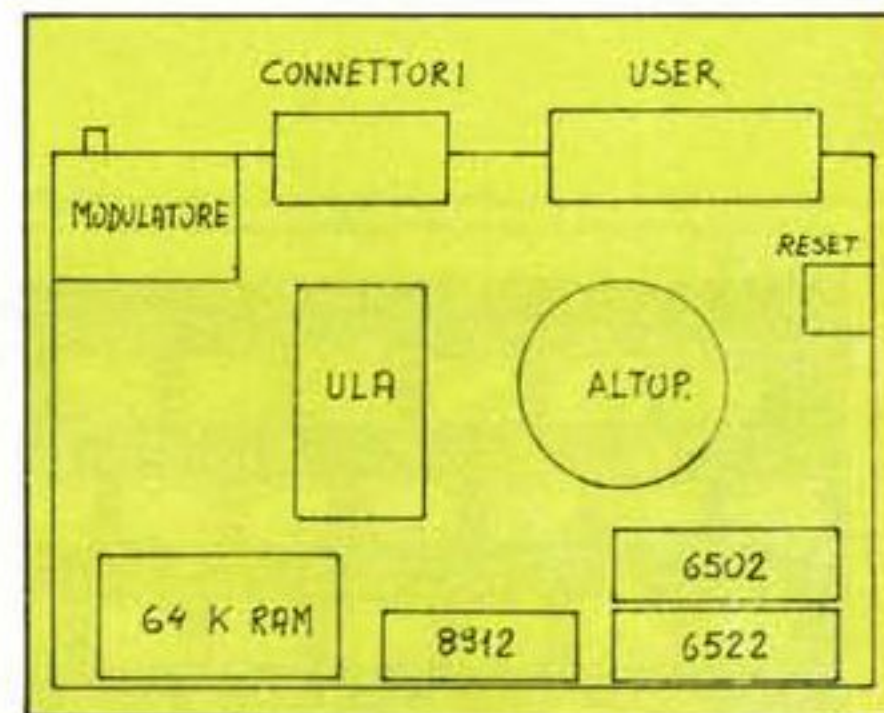 CONNETTORI
USER
MODULATORE
RESET
ULA
ALTOP.
6502
64 K RAM
8912
6522